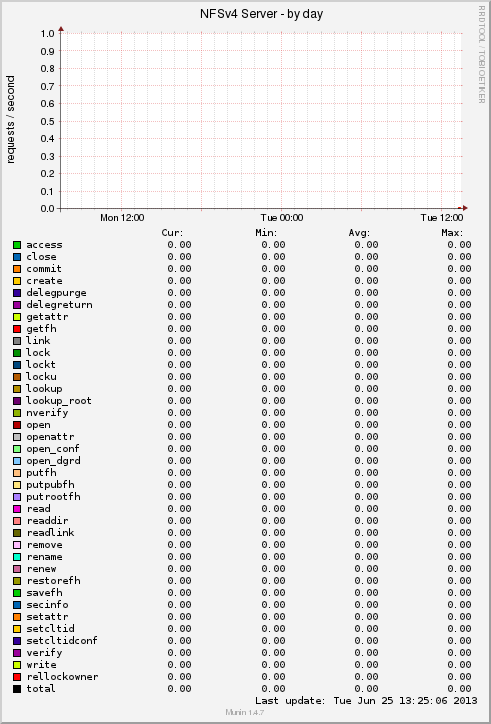 NFSv4 Server - by day
RRDTOOL / TOBI OETIKER
requests / second
1.0
0.9
0.8
0.7
0.6
0.5
0.4
0.3
0.2
0.1
0.0
Mon 12:00 Tue 00:00 Tue 12:00
Cur: Min: Avg: Max:
access 0.00 0.00 0.00 0.00
close 0.00 0.00 0.00 0.00
commit 0.00 0.00 0.00 0.00
create 0.00 0.00 0.00 0.00
delegpurge 0.00 0.00 0.00 0.00
delegreturn 0.00 0.00 0.00 0.00
getattr 0.00 0.00 0.00 0.00
getfh 0.00 0.00 0.00 0.00
link 0.00 0.00 0.00 0.00
lock 0.00 0.00 0.00 0.00
lockt 0.00 0.00 0.00 0.00
locku 0.00 0.00 0.00 0.00
lookup 0.00 0.00 0.00 0.00
lookup_root 0.00 0.00 0.00 0.00
nverify 0.00 0.00 0.00 0.00
open 0.00 0.00 0.00 0.00
openattr 0.00 0.00 0.00 0.00
open_conf 0.00 0.00 0.00 0.00
open_dgrd 0.00 0.00 0.00 0.00
putfh 0.00 0.00 0.00 0.00
putpubfh 0.00 0.00 0.00 0.00
putrootfh 0.00 0.00 0.00 0.00
read 0.00 0.00 0.00 0.00
readdir 0.00 0.00 0.00 0.00
readlink 0.00 0.00 0.00 0.00
remove 0.00 0.00 0.00 0.00
rename 0.00 0.00 0.00 0.00
renew 0.00 0.00 0.00 0.00
restorefh 0.00 0.00 0.00 0.00
savefh 0.00 0.00 0.00 0.00
secinfo 0.00 0.00 0.00 0.00
setattr 0.00 0.00 0.00 0.00
setcltid 0.00 0.00 0.00 0.00
setcltidconf 0.00 0.00 0.00 0.00
verify 0.00 0.00 0.00 0.00
write 0.00 0.00 0.00 0.00
rellockowner 0.00 0.00 0.00 0.00
total 0.00 0.00 0.00 0.00
Last update: Tue Jun 25 13:25:06 2013
Munin 1.4.7